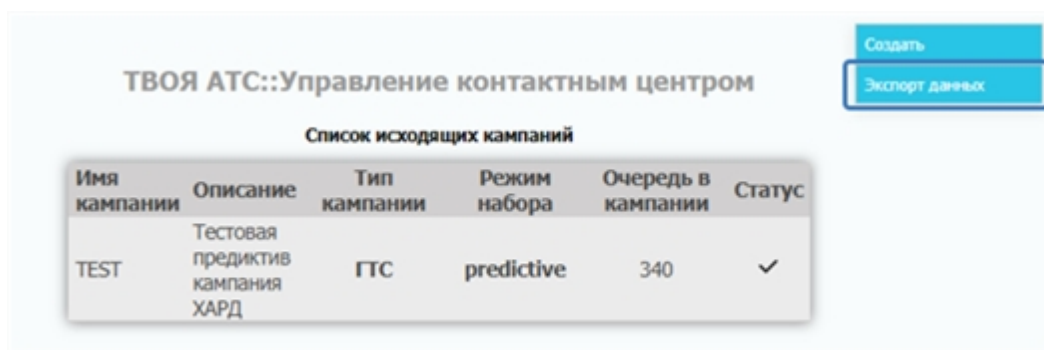 Создать
ТВОЯ АТС::Управление контактным центром
Экспорт данных
Список исходящих кампаний
Имя кампании Описание Тип кампании Режим набора Очередь в кампании Статус
TEST Тестовая предиктив кампания ХАРД ГТС predictive 340